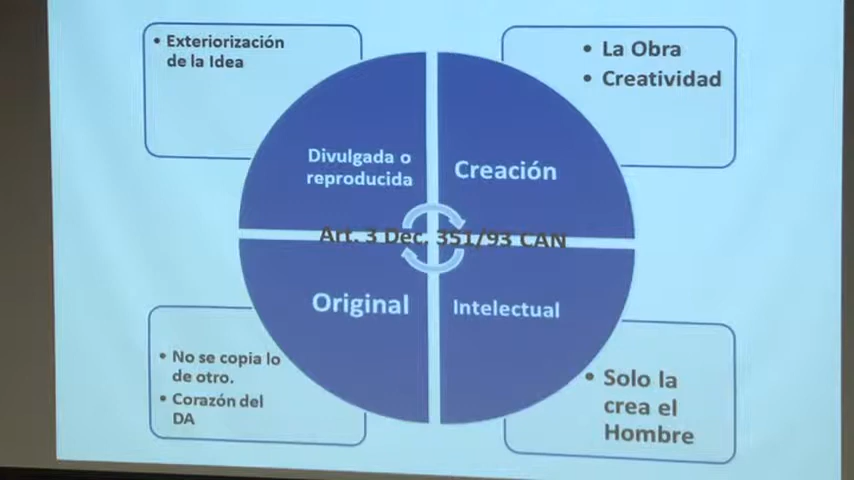 • Exteriorización
de la Idea
• La Obra
• Creatividad
Divulgada o
reproducida
Creación
Art. 3 Dec. 351/93 CAN
Original
Intelectual
• No se copia lo
de otro.
• Corazón del
DA
• Solo la
crea el
Hombre